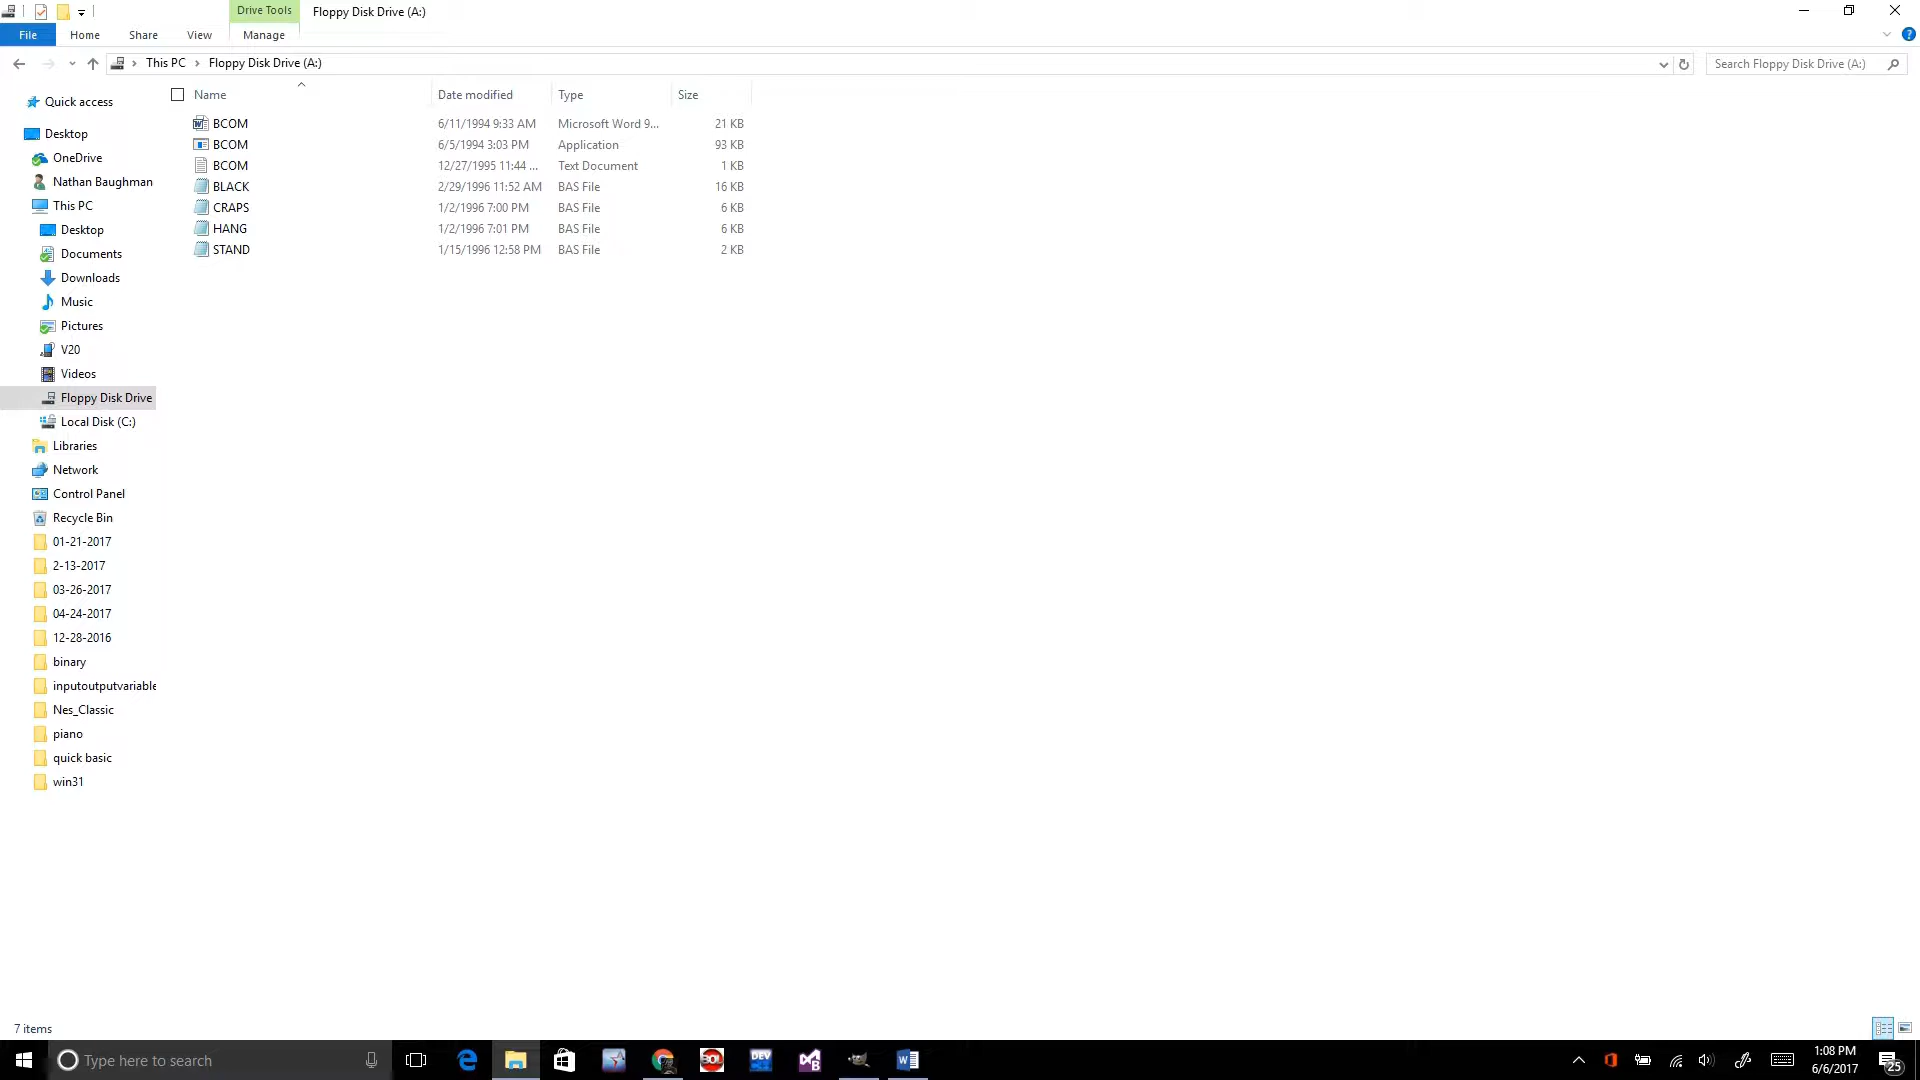 Drive Tools Floppy Disk Drive (A:)
File Home Share View Manage
This PC Floppy Disk Drive (A:) Search Floppy Disk Drive (A:)
Name Date modified Type Size
BCOM 6/11/1994 9:33 AM Microsoft Word 9... 21 KB
BCOM 6/5/1994 3:03 PM Application 93 KB
BCOM 12/27/1995 11:44 ... Text Document 1 KB
BLACK 2/29/1996 11:52 AM BAS File 16 KB
CRAPS 1/2/1996 7:00 PM BAS File 6 KB
HANG 1/2/1996 7:01 PM BAS File 6 KB
STAND 1/15/1996 12:58 PM BAS File 2 KB
Quick access
Desktop
OneDrive
Nathan Baughman
This PC
Desktop
Documents
Downloads
Music
Pictures
V20
Videos
Floppy Disk Drive
Local Disk (C:)
Libraries
Network
Control Panel
Recycle Bin
01-21-2017
2-13-2017
03-26-2017
04-24-2017
12-28-2016
binary
inputoutputvariable
Nes_Classic
piano
quick basic
win31
7 items
Type here to search
BOL
DEV
1:08 PM
6/6/2017
25